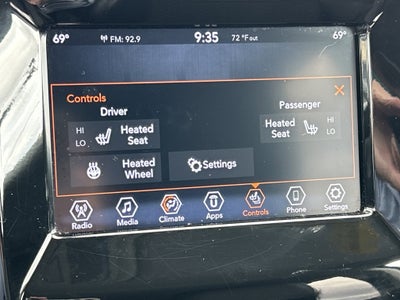 69° FM: 92.9 9:35 72 °F out 69°
Controls
Driver Passenger
HI Heated Heated HI
LO Seat Seat LO
Heated Settings
Wheel
Radio Media Climate Apps Controls Phone Settings